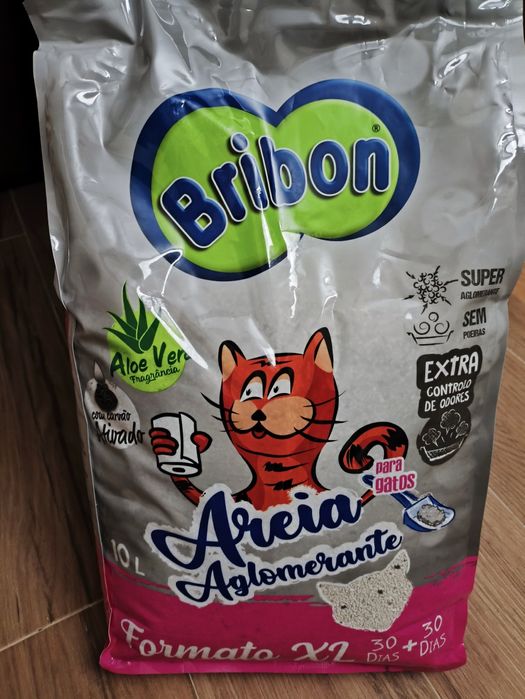 Bribon®
SUPER
AGLOMERANTE
SEM
POEIRAS
EXTRA
CONTROLO
DE ODORES
Aloe Vera
Fragrância
com carvão
Ativado
para
gatos
Areia
Aglomerante
10 L
Formato X2 30 DIAS + 30 DIAS